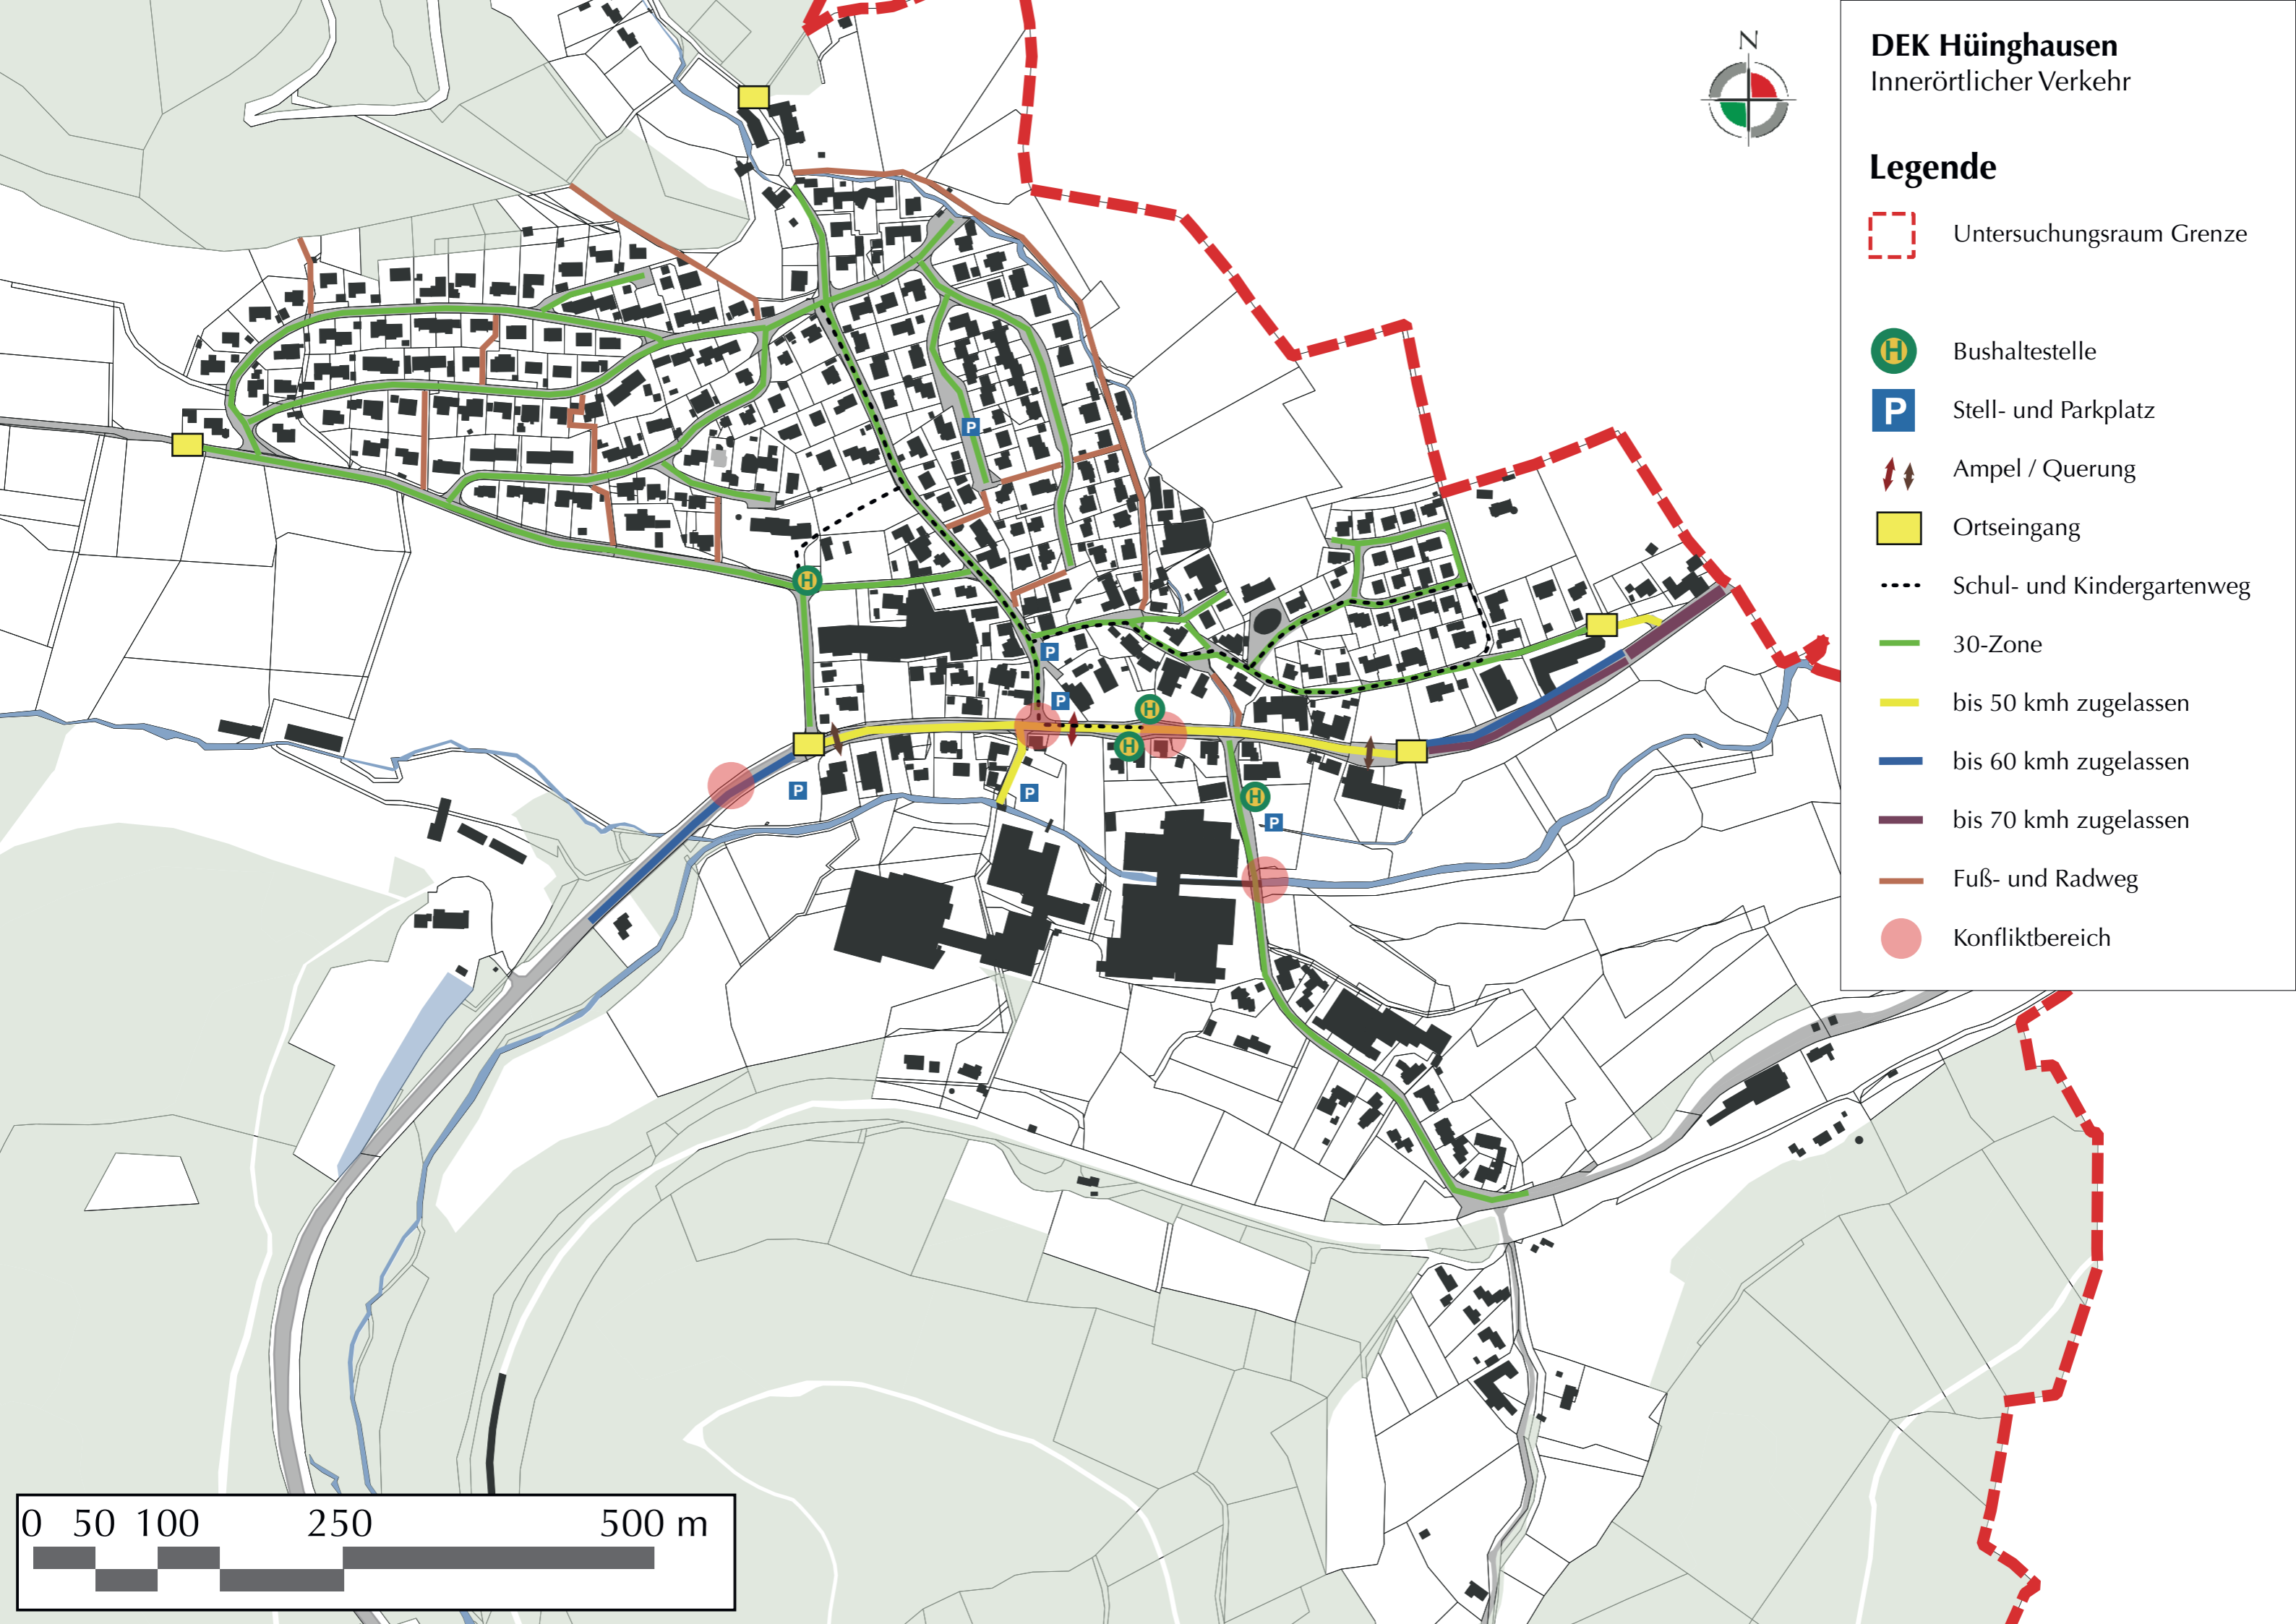 DEK Hüinghausen
Innerörtlicher Verkehr
N
Legende
Untersuchungsraum Grenze
H Bushaltestelle
P Stell- und Parkplatz
Ampel / Querung
Ortseingang
Schul- und Kindergartenweg
30-Zone
bis 50 kmh zugelassen
bis 60 kmh zugelassen
bis 70 kmh zugelassen
Fuß- und Radweg
Konfliktbereich
P
H
P
P
H
H
P
P
H
P
0 50 100 250 500 m